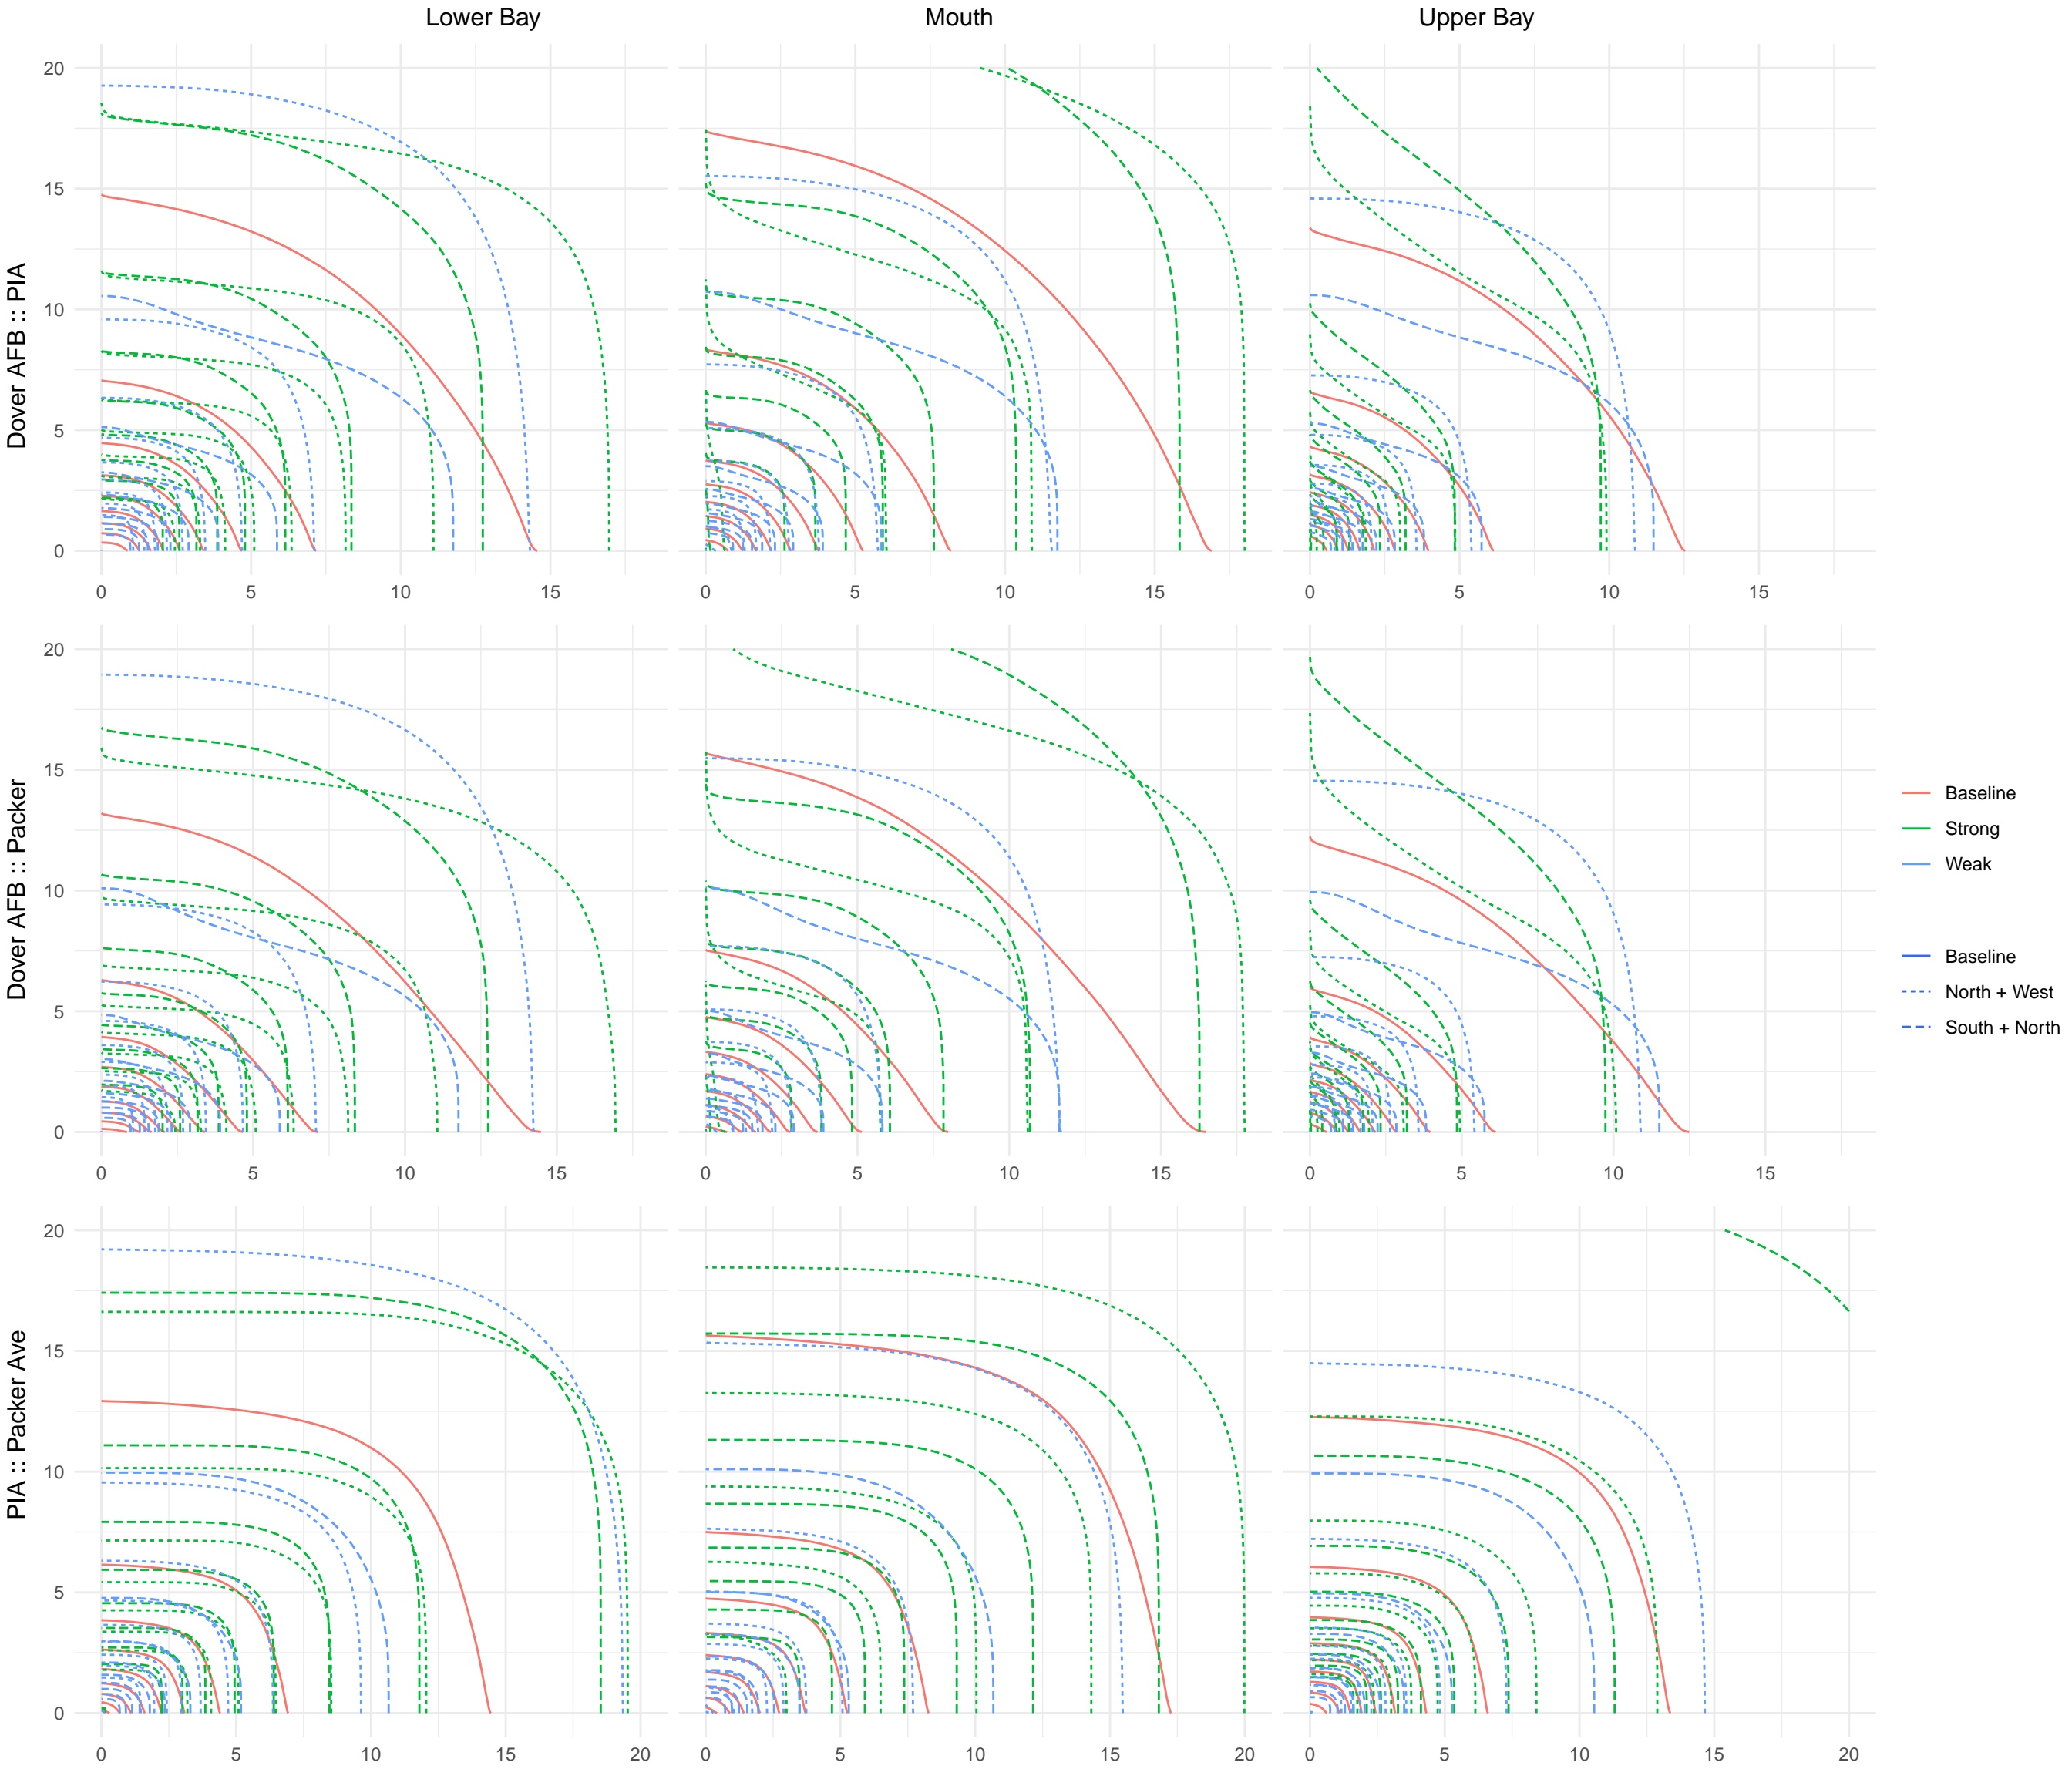 Lower Bay Mouth Upper Bay
Dover AFB :: PIA
20
15
10
5
0
0 5 10 15 0 5 10 15 0 5 10 15
Dover AFB :: Packer
20
15
10
5
0
0 5 10 15 0 5 10 15 0 5 10 15
PIA :: Packer Ave
20
15
10
5
0
0 5 10 15 20 0 5 10 15 20 0 5 10 15 20
Baseline
Strong
Weak
Baseline
North + West
South + North